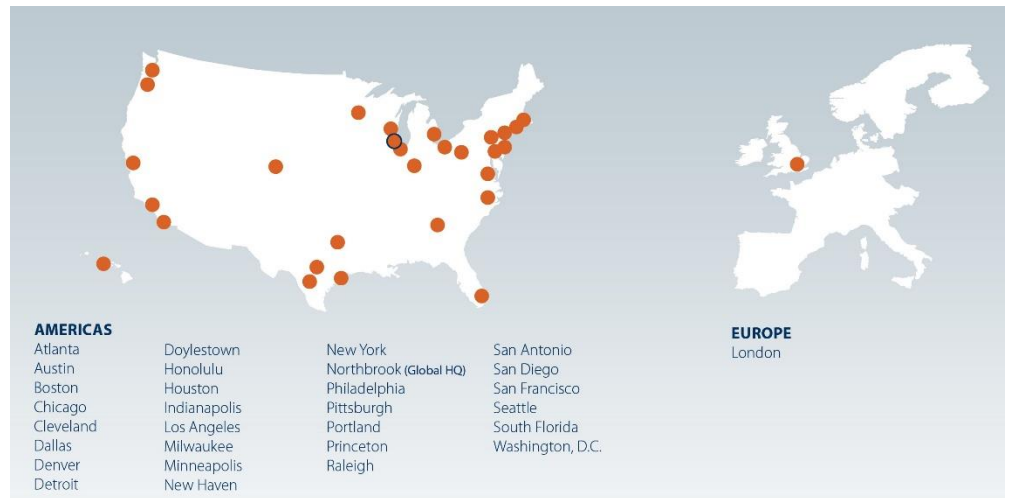 AMERICAS
Atlanta
Austin
Boston
Chicago
Cleveland
Dallas
Denver
Detroit
Doylestown
Honolulu
Houston
Indianapolis
Los Angeles
Milwaukee
Minneapolis
New Haven
New York
Northbrook (Global HQ)
Philadelphia
Pittsburgh
Portland
Princeton
Raleigh
San Antonio
San Diego
San Francisco
Seattle
South Florida
Washington, D.C.
EUROPE
London